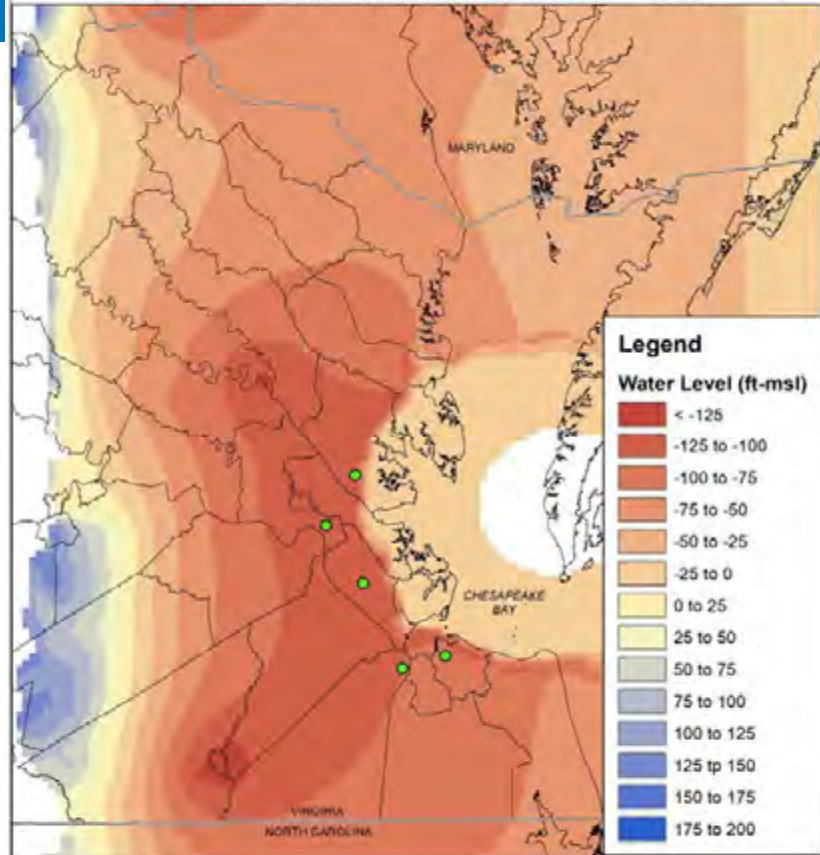 MARYLAND
Legend
Water Level (ft-msl)
< -125
-125 to -100
-100 to -75
-75 to -50
-50 to -25
-25 to 0
0 to 25
25 to 50
50 to 75
75 to 100
100 to 125
125 tp 150
150 to 175
175 to 200
CHESAPEAKE
BAY
VIRGINIA
NORTH CAROLINA